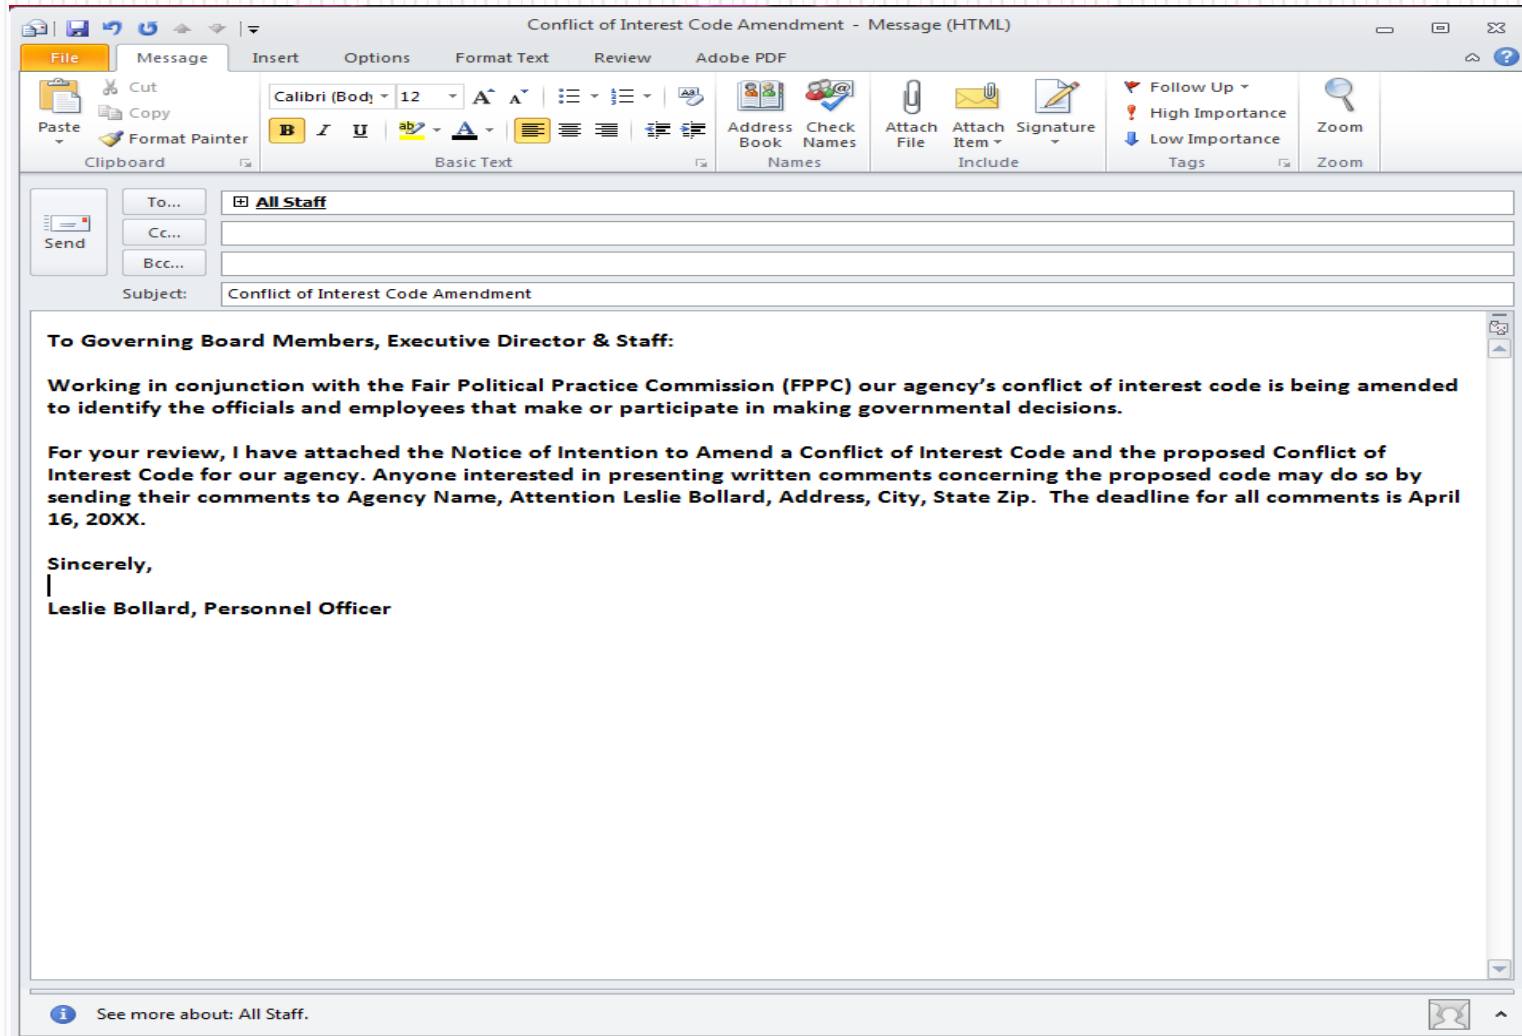 Conflict of Interest Code Amendment - Message (HTML)
File Message Insert Options Format Text Review Adobe PDF
Cut
Copy
Paste
Format Painter
Clipboard
Calibri (Body 12
B I U
Basic Text
Address Book
Check Names
Names
Attach File
Attach Item
Signature
Include
Follow Up
High Importance
Low Importance
Tags
Zoom
Zoom
Send
To... All Staff
Cc...
Bcc...
Subject: Conflict of Interest Code Amendment
To Governing Board Members, Executive Director & Staff:
Working in conjunction with the Fair Political Practice Commission (FPPC) our agency’s conflict of interest code is being amended
to identify the officials and employees that make or participate in making governmental decisions.
For your review, I have attached the Notice of Intention to Amend a Conflict of Interest Code and the proposed Conflict of
Interest Code for our agency. Anyone interested in presenting written comments concerning the proposed code may do so by
sending their comments to Agency Name, Attention Leslie Bollard, Address, City, State Zip.  The deadline for all comments is April
16, 20XX.
Sincerely,
Leslie Bollard, Personnel Officer
See more about: All Staff.